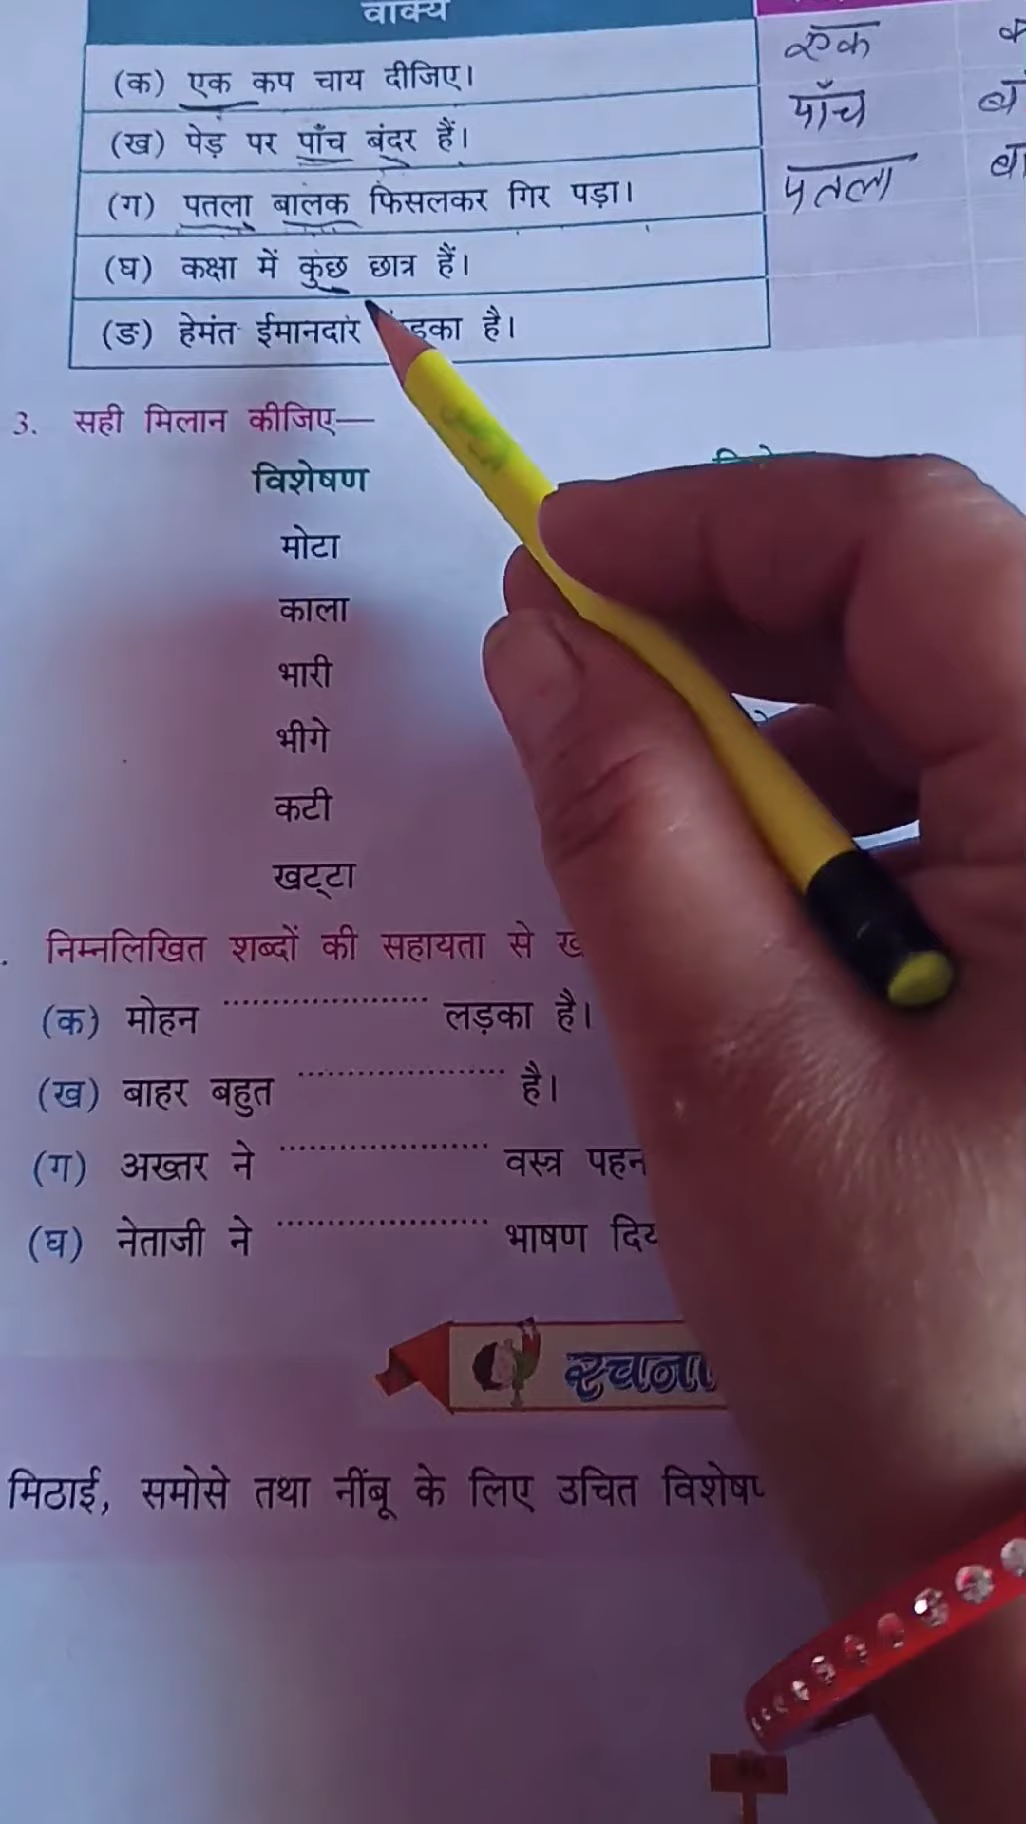 वाक्य
(क) एक कप चाय दीजिए। एक
(ख) पेड़ पर पाँच बंदर हैं। पाँच
(ग) पतला बालक फिसलकर गिर पड़ा। पतला
(घ) कक्षा में कुछ छात्र हैं।
(ङ) हेमंत ईमानदार है।
3. सही मिलान कीजिए—
विशेषण
मोटा
काला
भारी
भीगे
कटी
खट्टा
निम्नलिखित शब्दों की सहायता से
(क) मोहन .................... लड़का है।
(ख) बाहर बहुत .................... है।
(ग) अख्तर ने .................... वस्त्र
(घ) नेताजी ने .................... भाषण
रचना
मिठाई, समोसे तथा नींबू के लिए उचित